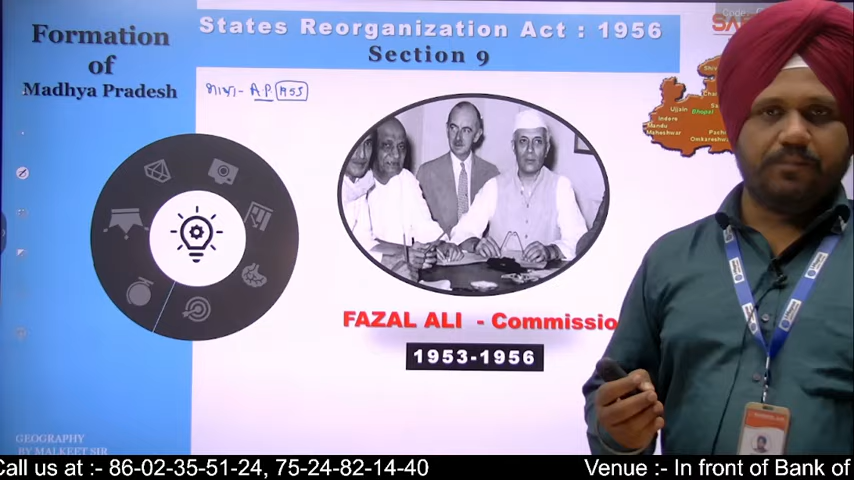 States Reorganization Act : 1956
Section 9
Formation
of
Madhya Pradesh
भाषा - A.P. 1953
Ujjain
Bhopal
Indore
Mandu
Maheshwar
Omkareshwar
FAZAL ALI - Commissio
1953-1956
GEOGRAPHY
BY MALKEET SIR
Call us at :- 86-02-35-51-24, 75-24-82-14-40
Venue :- In front of Bank of